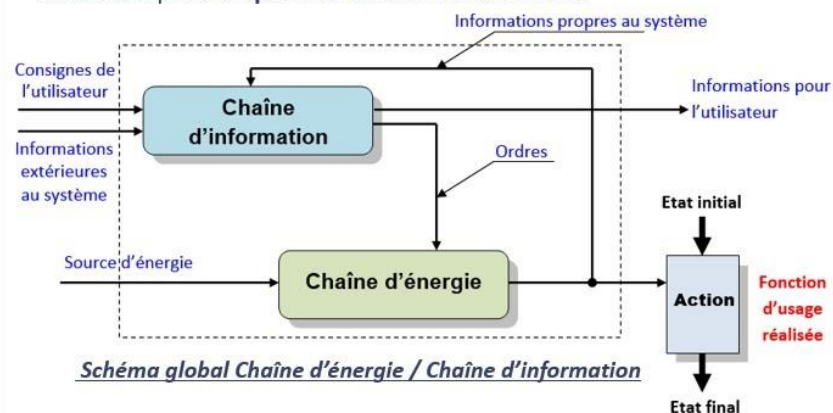 Informations propres au système
Consignes de
l'utilisateur
Chaîne
d'information
Informations pour
l'utilisateur
Informations
extérieures
au système
Ordres
Etat initial
Source d'énergie
Chaîne d'énergie
Action
Fonction
d'usage
réalisée
Schéma global Chaîne d'énergie / Chaîne d'information
Etat final